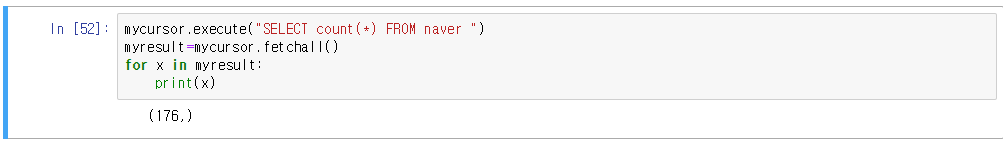 In [52]: mycursor.execute("SELECT count(*) FROM naver ")
myresult=mycursor.fetchall()
for x in myresult:
    print(x)
(176,)